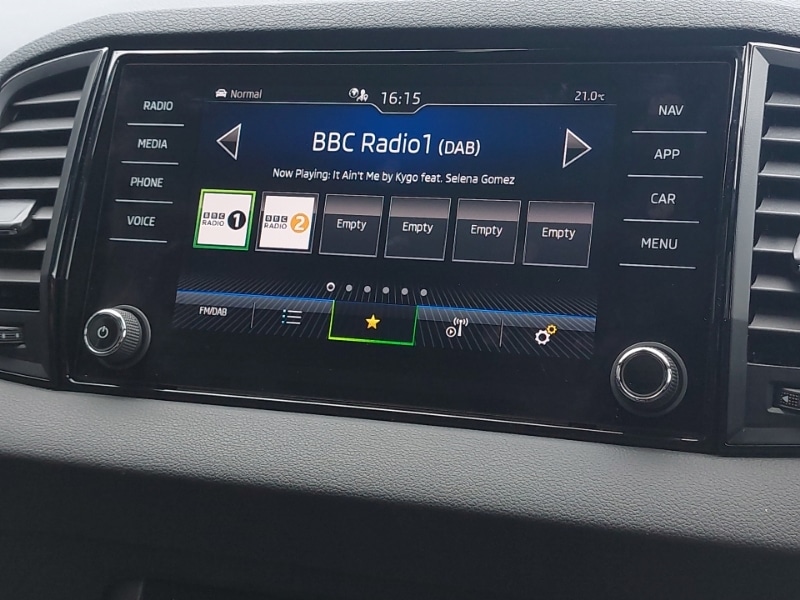 Normal
16:15
21.0°C
RADIO
MEDIA
PHONE
VOICE
BBC Radio1 (DAB)
Now Playing: It Ain't Me by Kygo feat. Selena Gomez
BBC
RADIO 1
BBC
RADIO 2
Empty
Empty
Empty
Empty
FM/DAB
NAV
APP
CAR
MENU